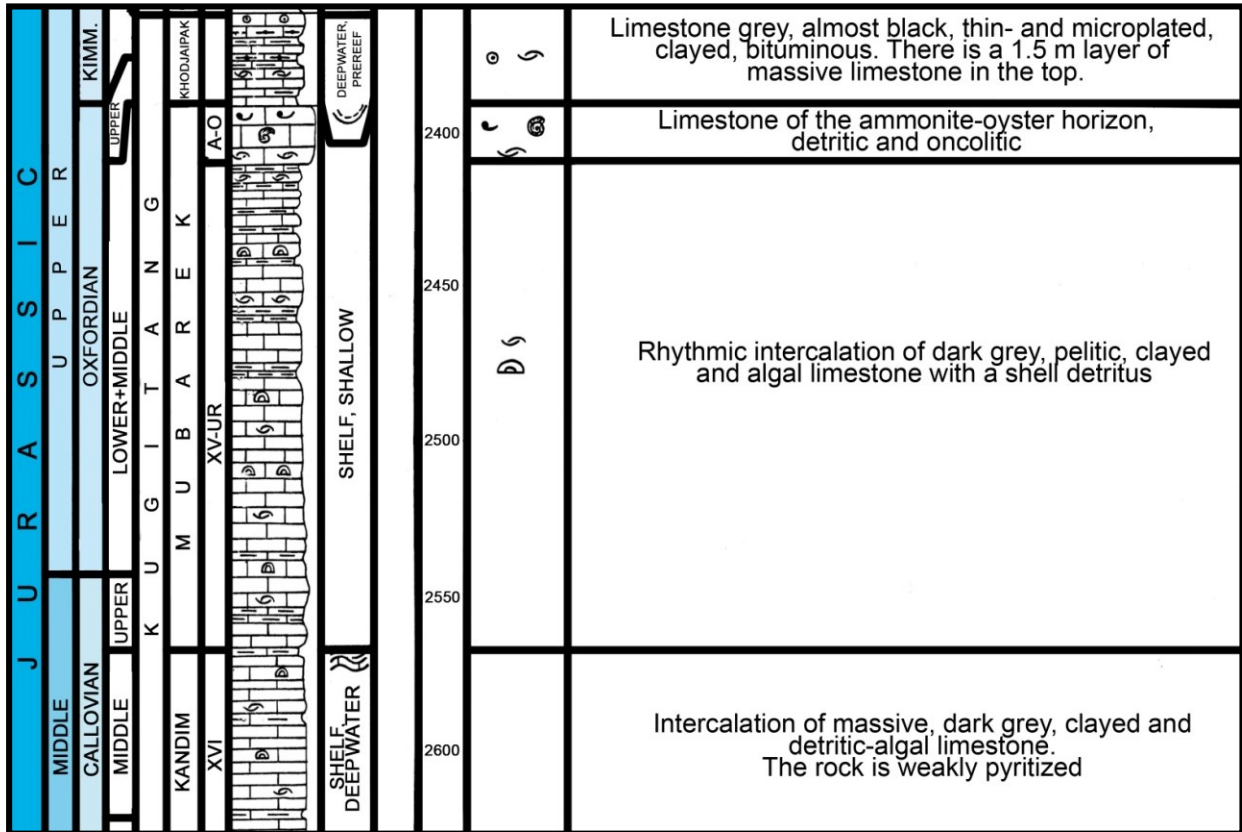 JURASSIC
UPPER
MIDDLE
KIMM.
OXFORDIAN
CALLOVIAN
UPPER
LOWER+MIDDLE
UPPER
MIDDLE
KUGITANG
KHODJAIPAK
MUBAREK
KANDIM
A-O
XV-UR
XVI
DEEPWATER,
PREREEF
SHELF, SHALLOW
SHELF,
DEEPWATER
2400
2450
2500
2550
2600
Limestone grey, almost black, thin- and microplated,
clayed, bituminous. There is a 1.5 m layer of
massive limestone in the top.
Limestone of the ammonite-oyster horizon,
detritic and oncolitic
Rhythmic intercalation of dark grey, pelitic, clayed
and algal limestone with a shell detritus
Intercalation of massive, dark grey, clayed and
detritic-algal limestone.
The rock is weakly pyritized